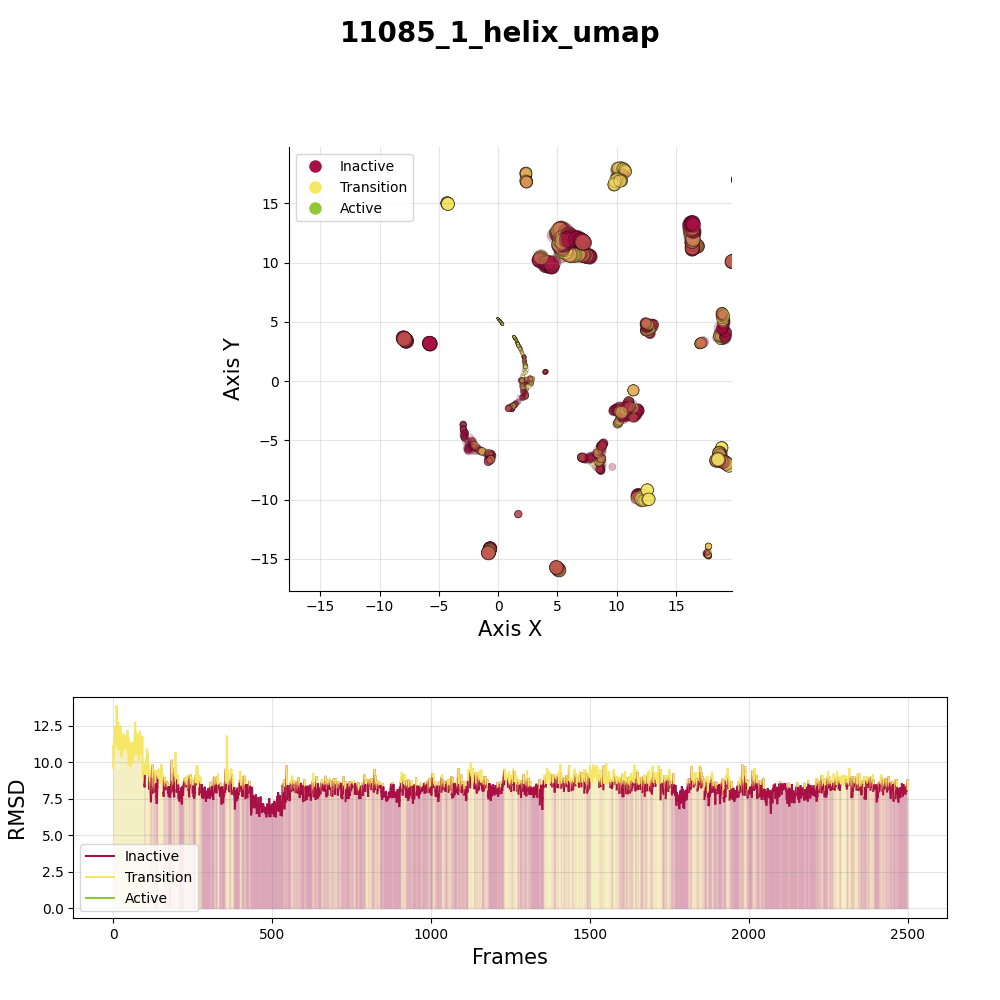 11085_1_helix_umap
Inactive
Transition
Active
15
10
5
0
−5
−10
−15
Axis Y
−15 −10 −5 0 5 10 15
Axis X
12.5
10.0
7.5
5.0
2.5
0.0
RMSD
Inactive
Transition
Active
0 500 1000 1500 2000 2500
Frames